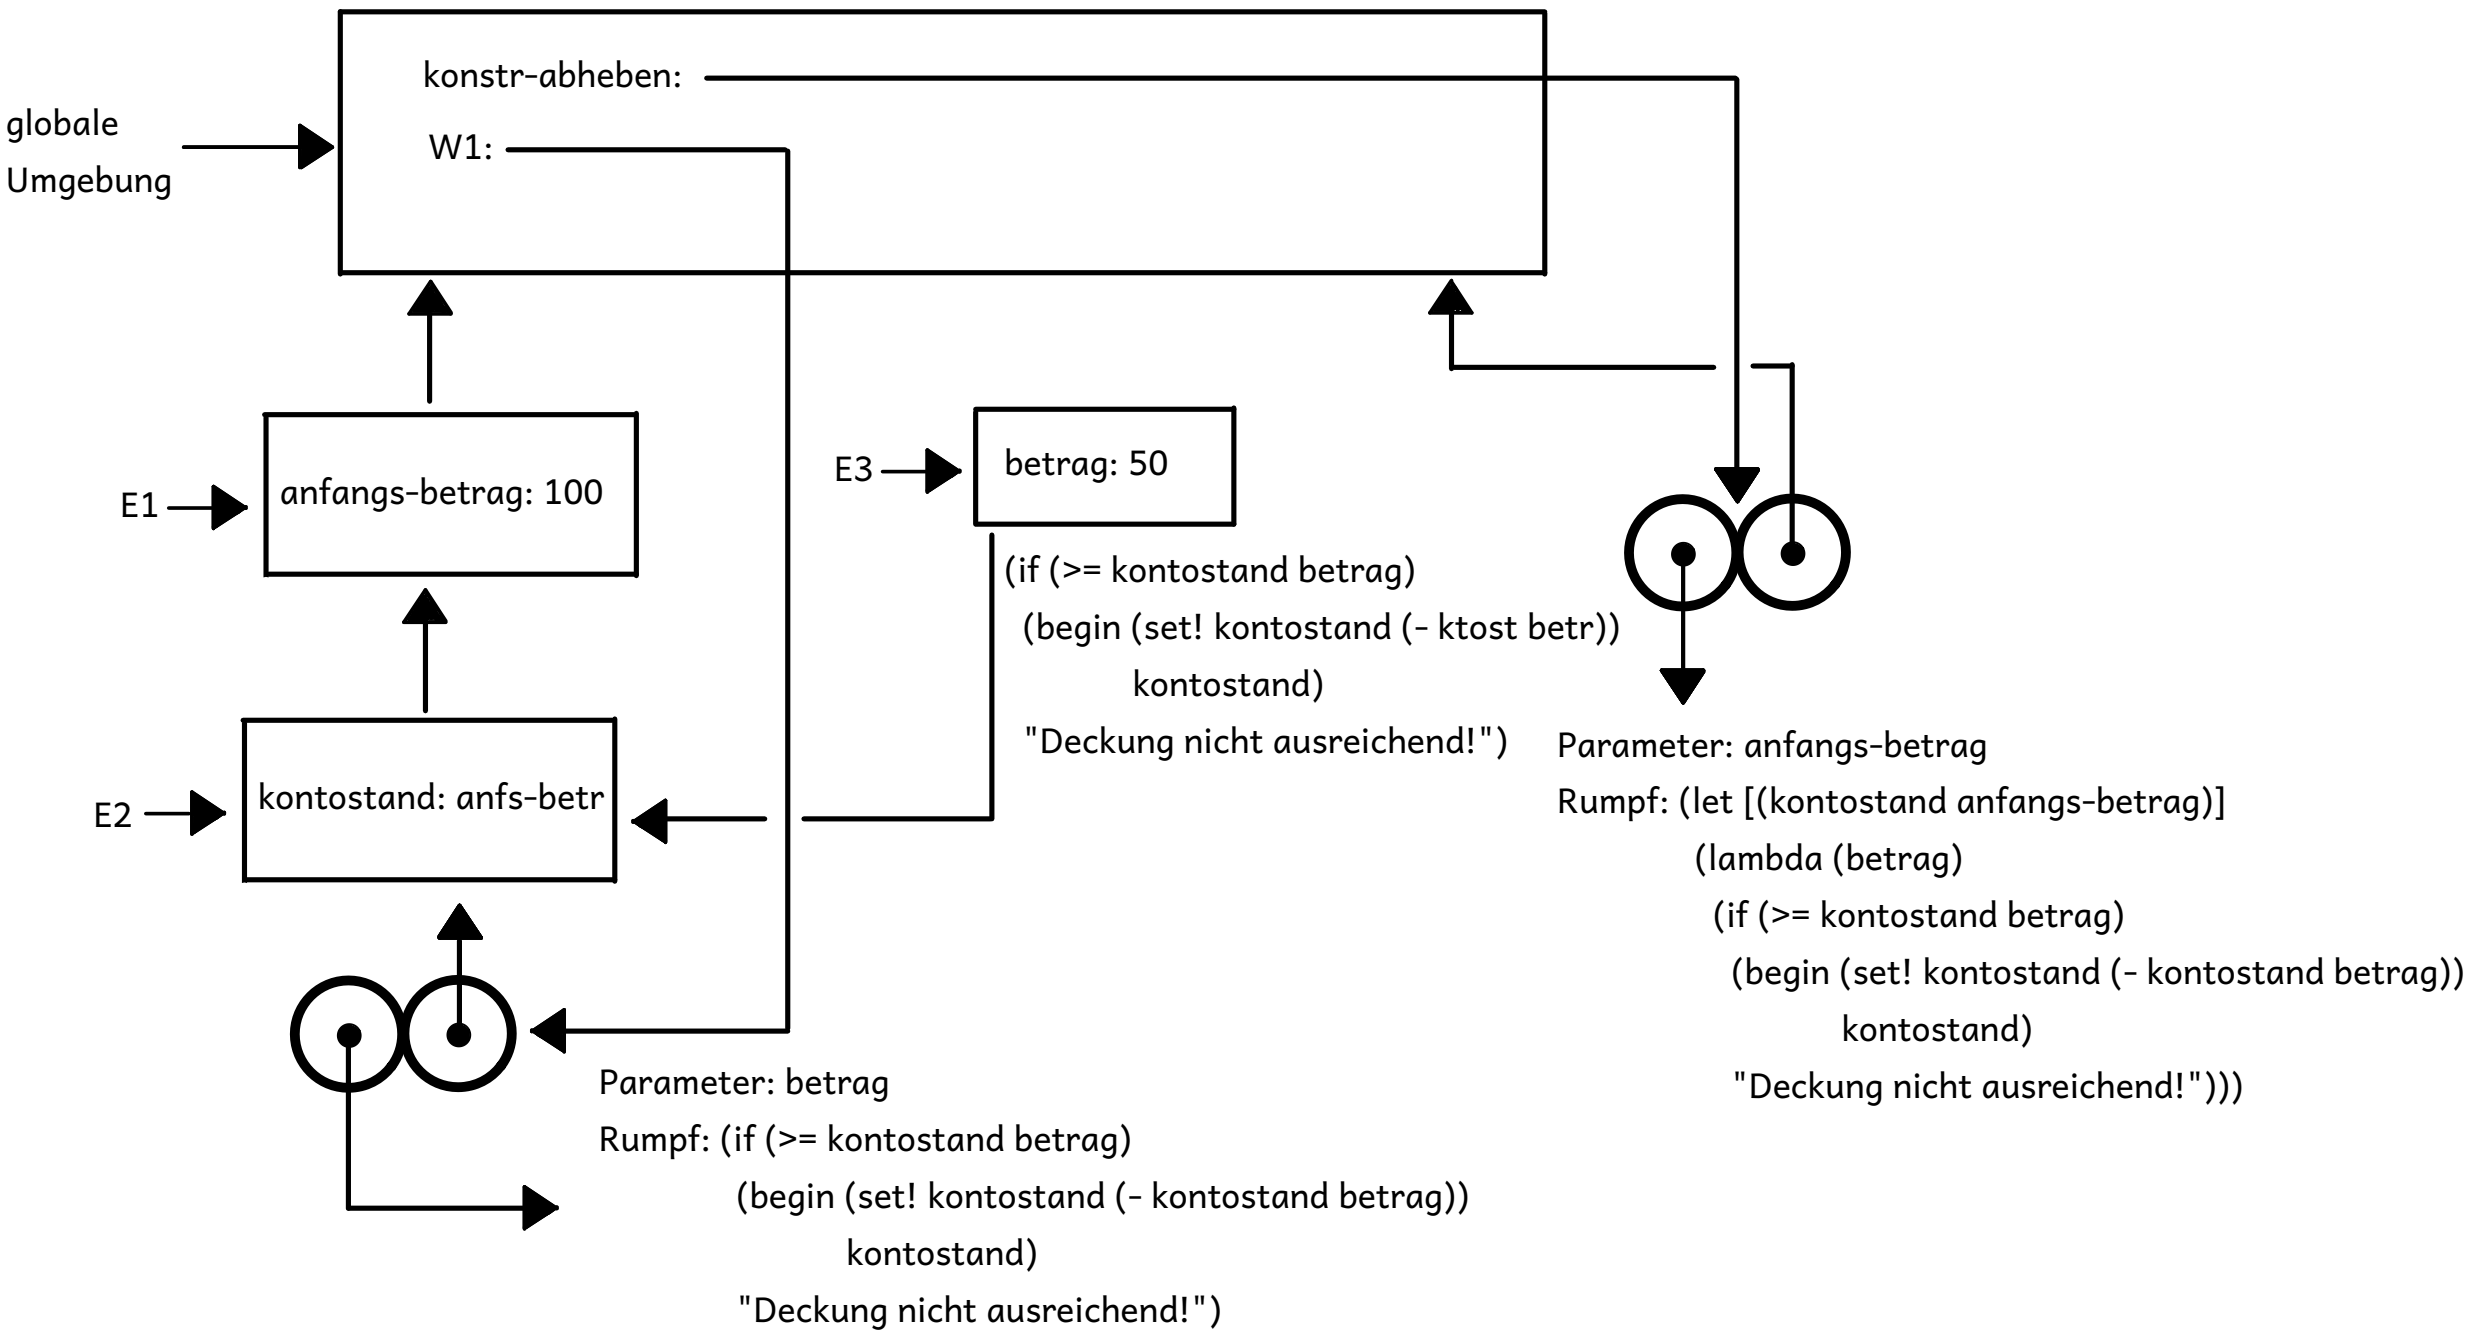 konstr-abheben:
globale
Umgebung
W1:
E1
anfangs-betrag: 100
E3
betrag: 50
(if (>= kontostand betrag)
(begin (set! kontostand (- ktost betr))
kontostand)
"Deckung nicht ausreichend!")
E2
kontostand: anfs-betr
Parameter: anfangs-betrag
Rumpf: (let [(kontostand anfangs-betrag)]
(lambda (betrag)
(if (>= kontostand betrag)
(begin (set! kontostand (- kontostand betrag))
kontostand)
"Deckung nicht ausreichend!")))
Parameter: betrag
Rumpf: (if (>= kontostand betrag)
(begin (set! kontostand (- kontostand betrag))
kontostand)
"Deckung nicht ausreichend!")